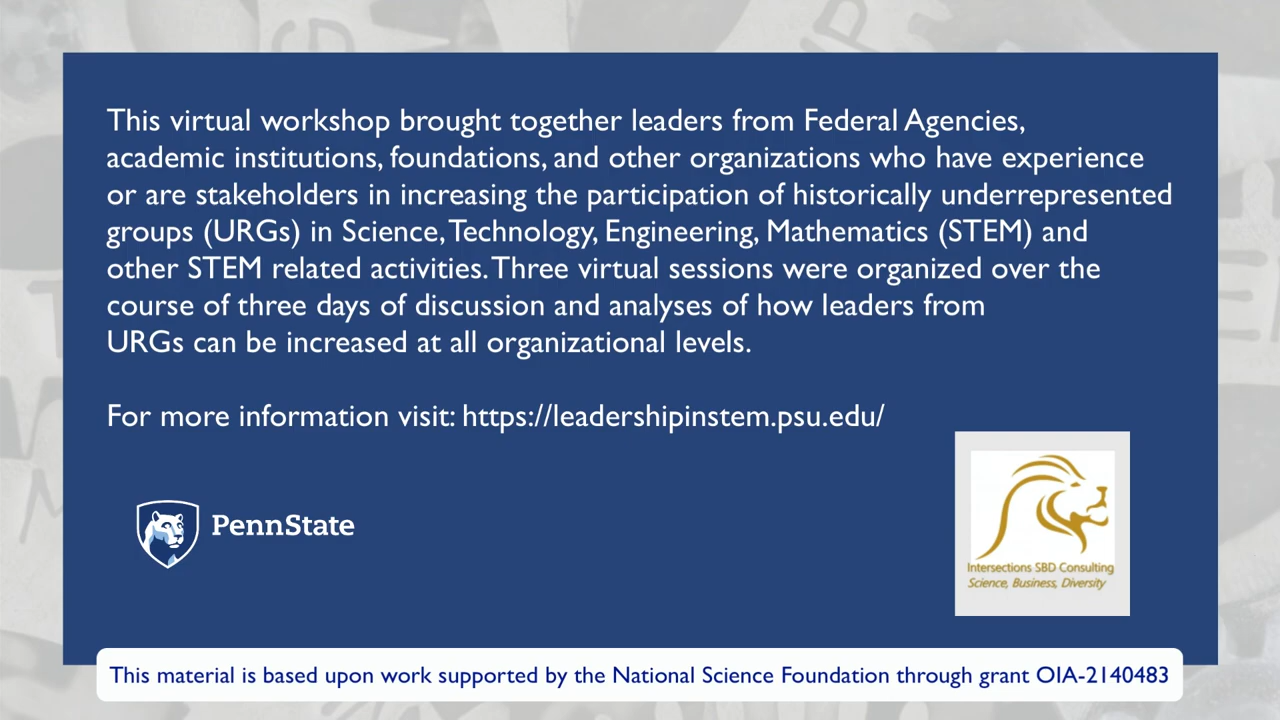 This virtual workshop brought together leaders from Federal Agencies,
academic institutions, foundations, and other organizations who have experience
or are stakeholders in increasing the participation of historically underrepresented
groups (URGs) in Science, Technology, Engineering, Mathematics (STEM) and
other STEM related activities. Three virtual sessions were organized over the
course of three days of discussion and analyses of how leaders from
URGs can be increased at all organizational levels.
For more information visit: https://leadershipinstem.psu.edu/
PennState
Intersections SBD Consulting
Science, Business, Diversity
This material is based upon work supported by the National Science Foundation through grant OIA-2140483